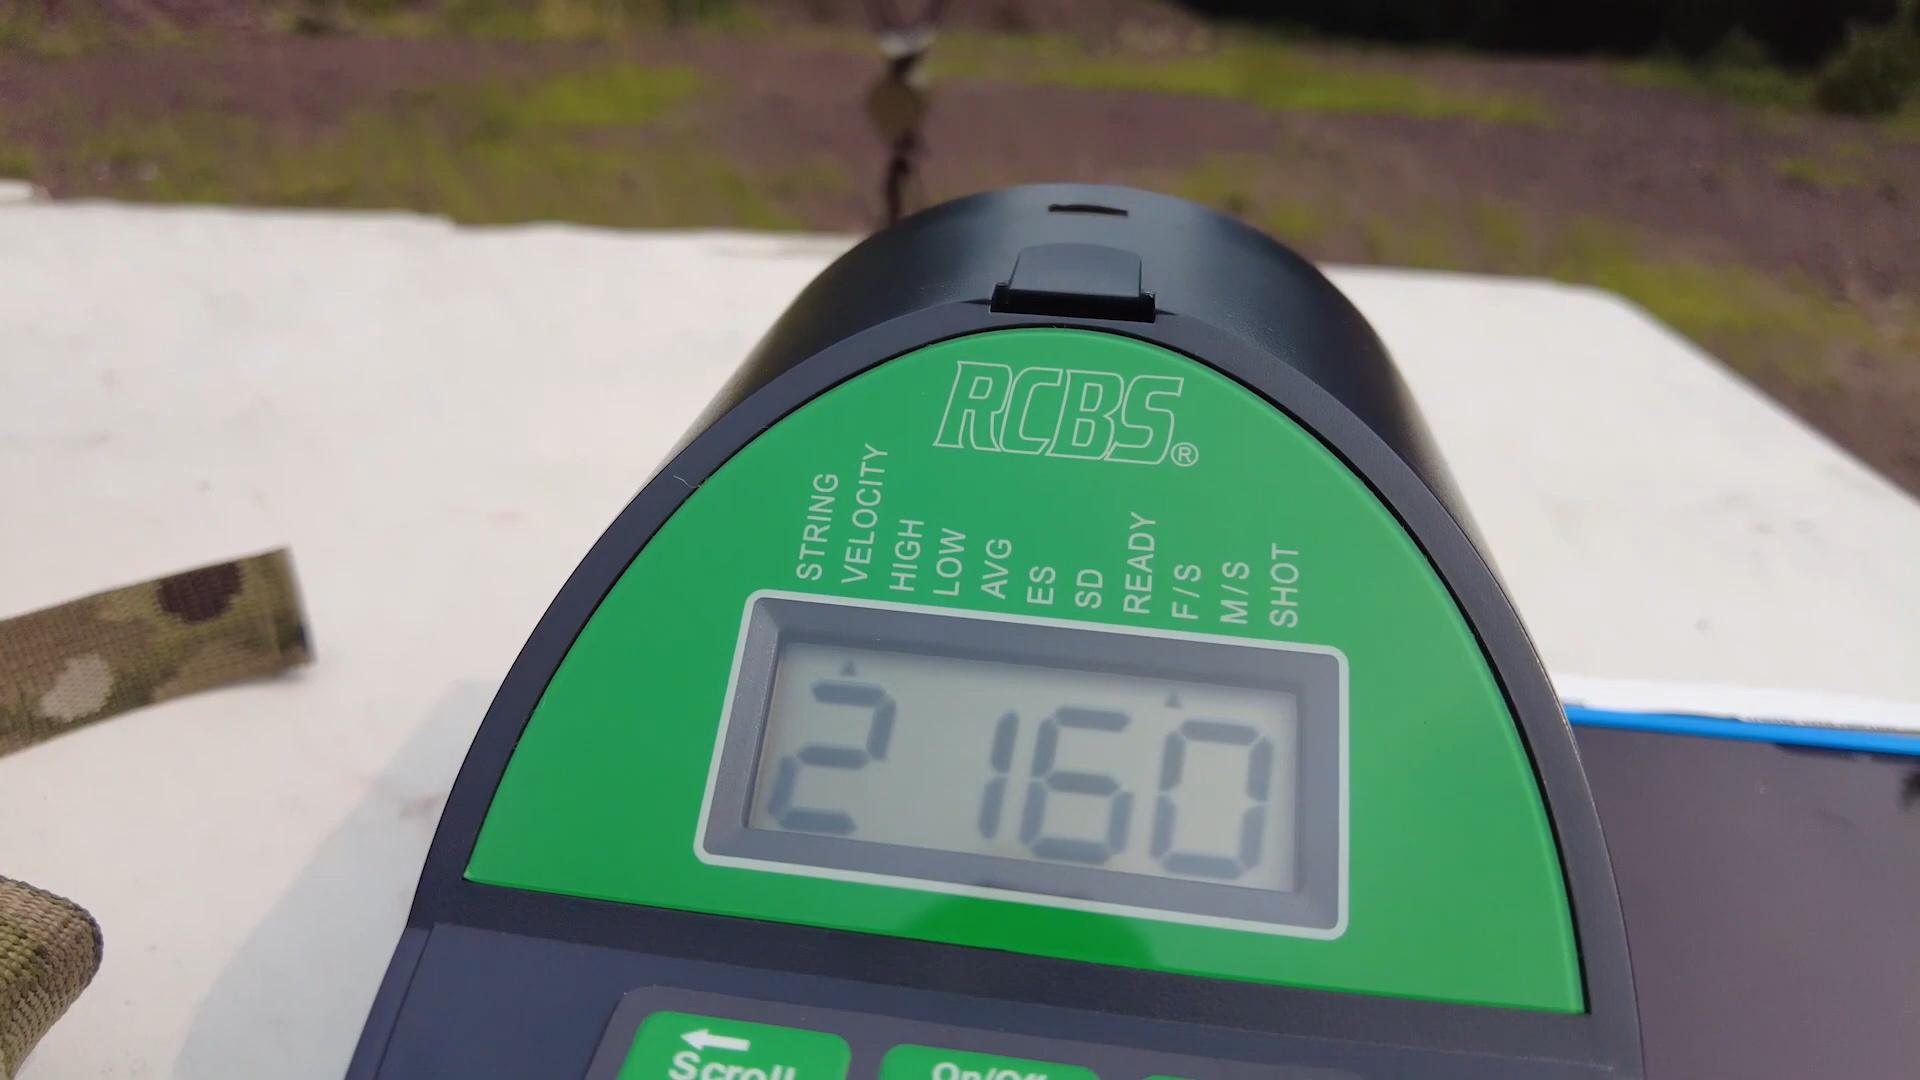 RCBS®
STRING
VELOCITY
HIGH
LOW
AVG
ES
SD
READY
F/S
M/S
SHOT
2160
Scroll
On/Off